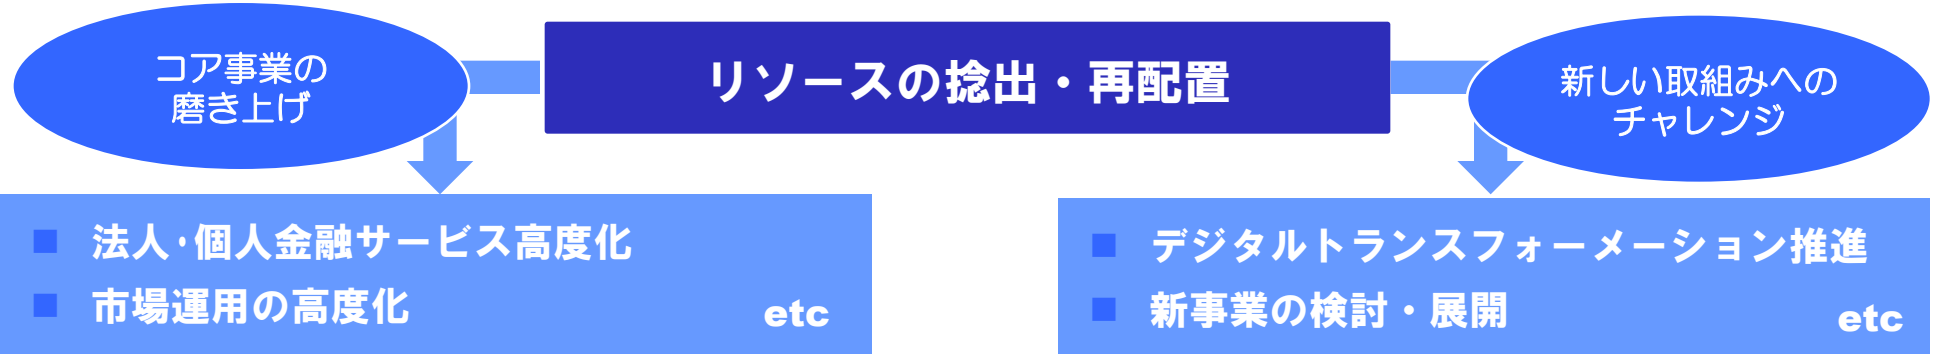 コア事業の
磨き上げ
リソースの捻出・再配置
新しい取組みへの
チャレンジ
■ 法人･個人金融サービス高度化
■ 市場運用の高度化
etc
■ デジタルトランスフォーメーション推進
■ 新事業の検討・展開
etc